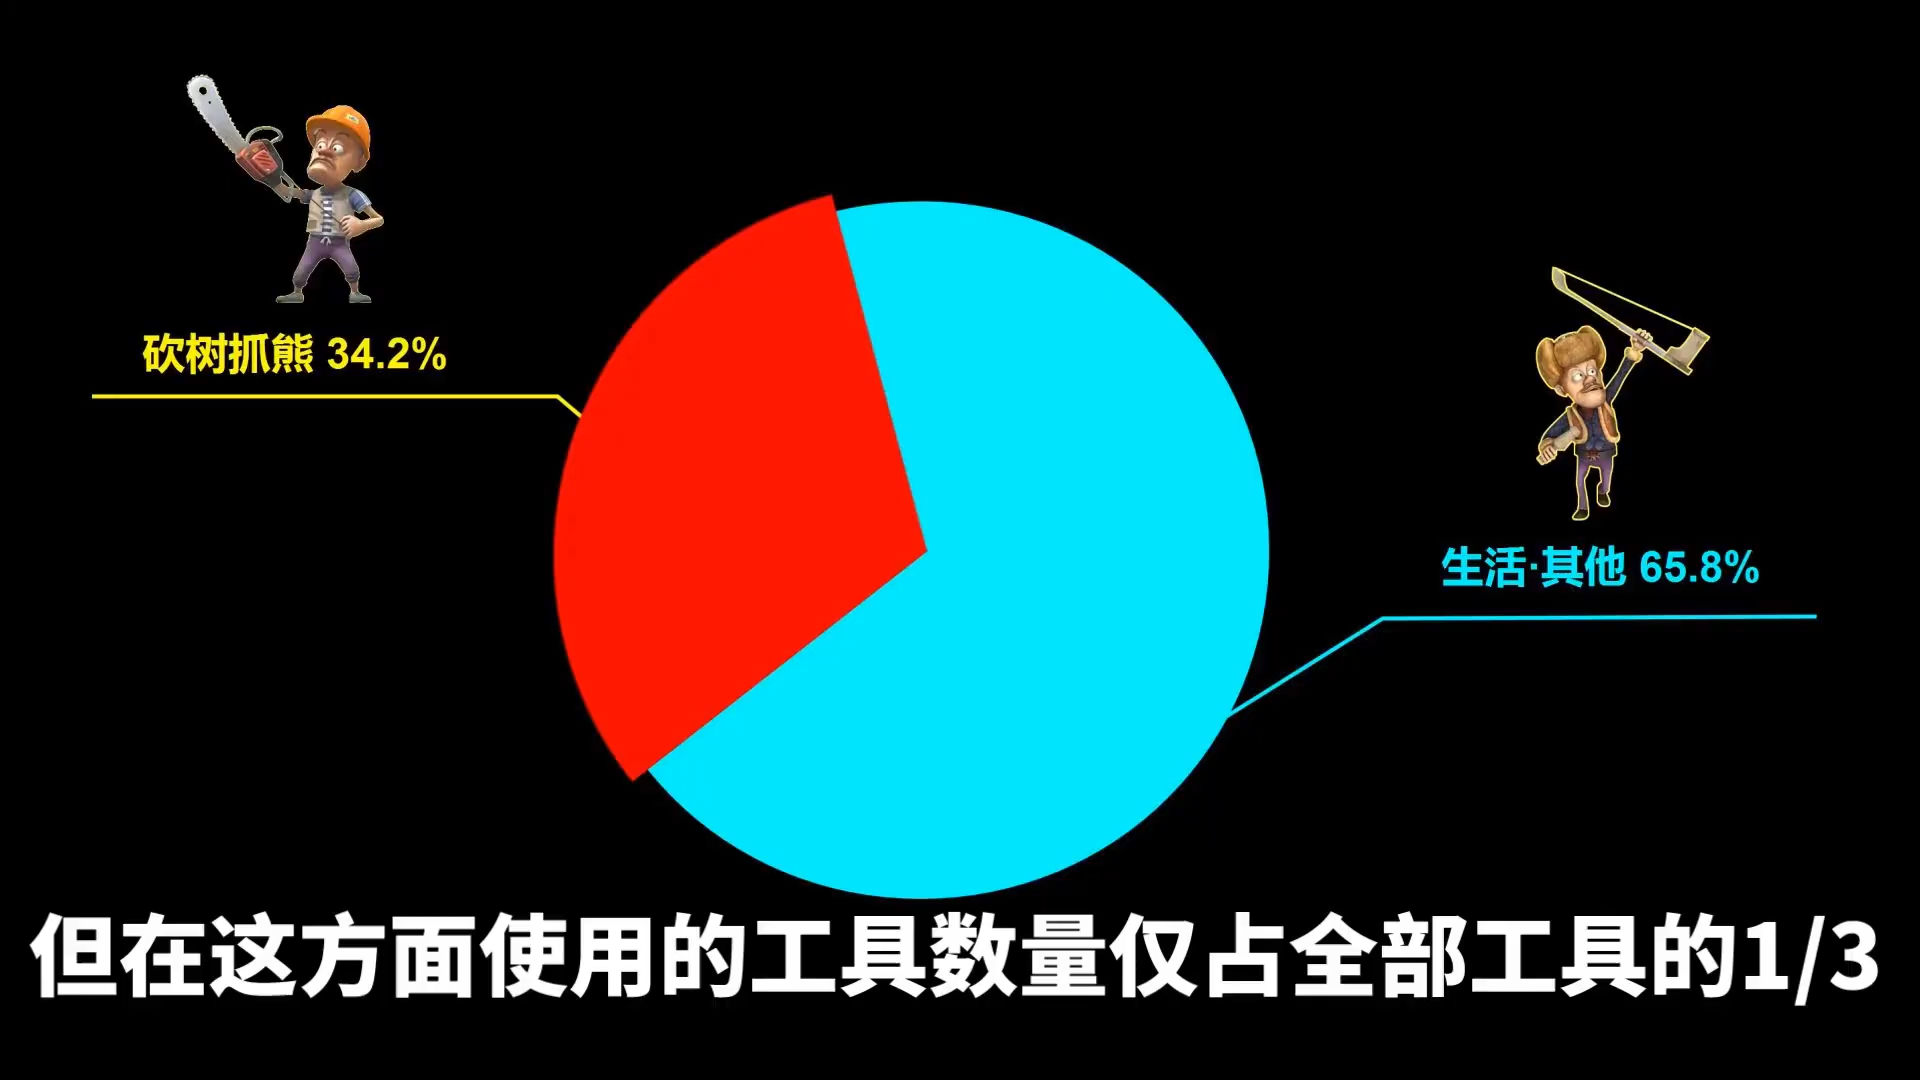 砍树抓熊 34.2%
生活·其他 65.8%
但在这方面使用的工具数量仅占全部工具的1/3